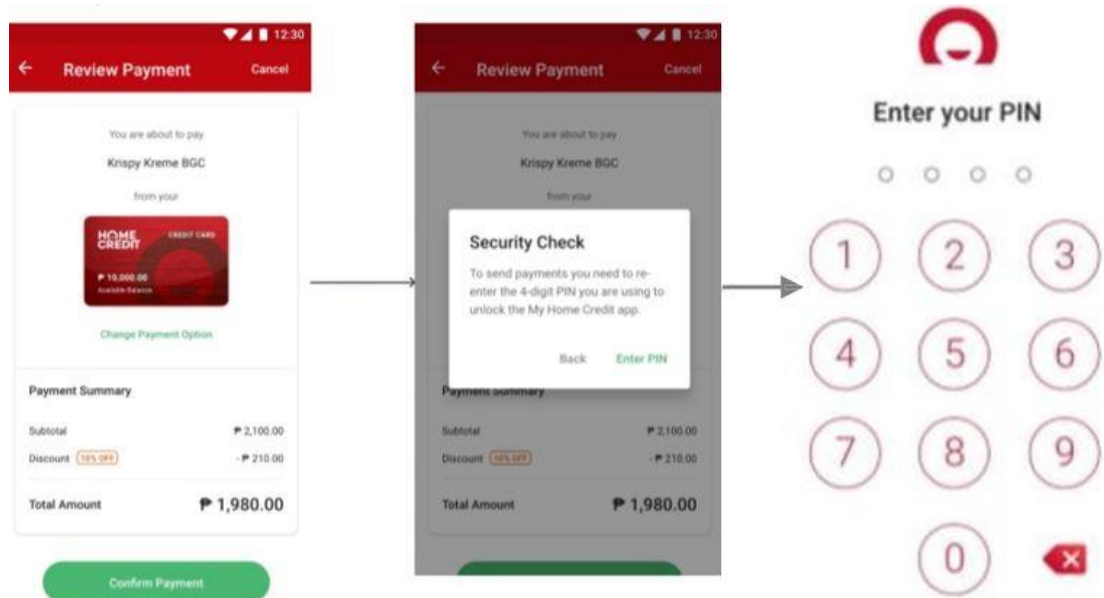 12:30
Review Payment Cancel
You are about to pay
Krispy Kreme BGC
from your
HOME CREDIT CARD
CREDIT
₱ 10,000.00
Available Balance
Change Payment Option
Payment Summary
Subtotal ₱ 2,100.00
Discount 10% OFF - ₱ 210.00
Total Amount ₱ 1,980.00
Confirm Payment
12:30
Review Payment Cancel
You are about to pay
Krispy Kreme BGC
from your
Security Check
To send payments you need to re-
enter the 4-digit PIN you are using to
unlock the My Home Credit app.
Back Enter PIN
Payment Summary
Subtotal ₱ 2,100.00
Discount 10% OFF - ₱ 210.00
Total Amount ₱ 1,980.00
Enter your PIN
1 2 3
4 5 6
7 8 9
0